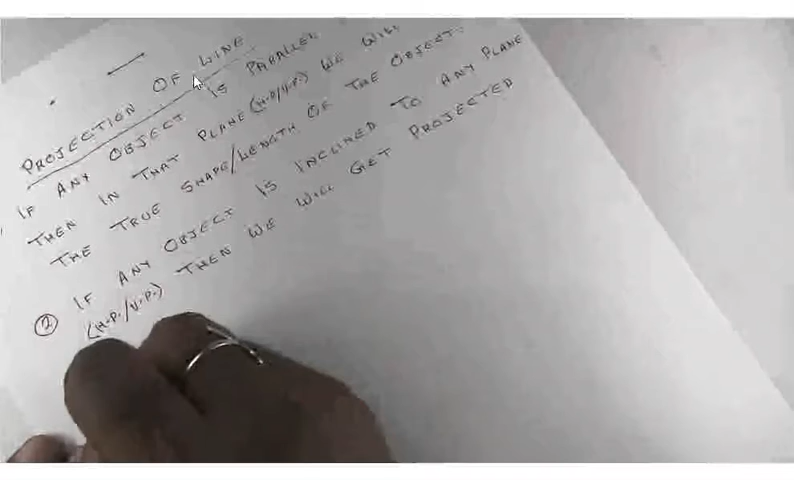 PROJECTION OF LINE
IF ANY OBJECT IS PARALLEL
THEN IN THAT PLANE (H.P/V.P.) WE WILL
THE TRUE SHAPE/LENGTH OF THE OBJECT.
② IF ANY OBJECT IS INCLINED TO ANY PLANE
(H.P./V.P.) THEN WE WILL GET PROJECTED